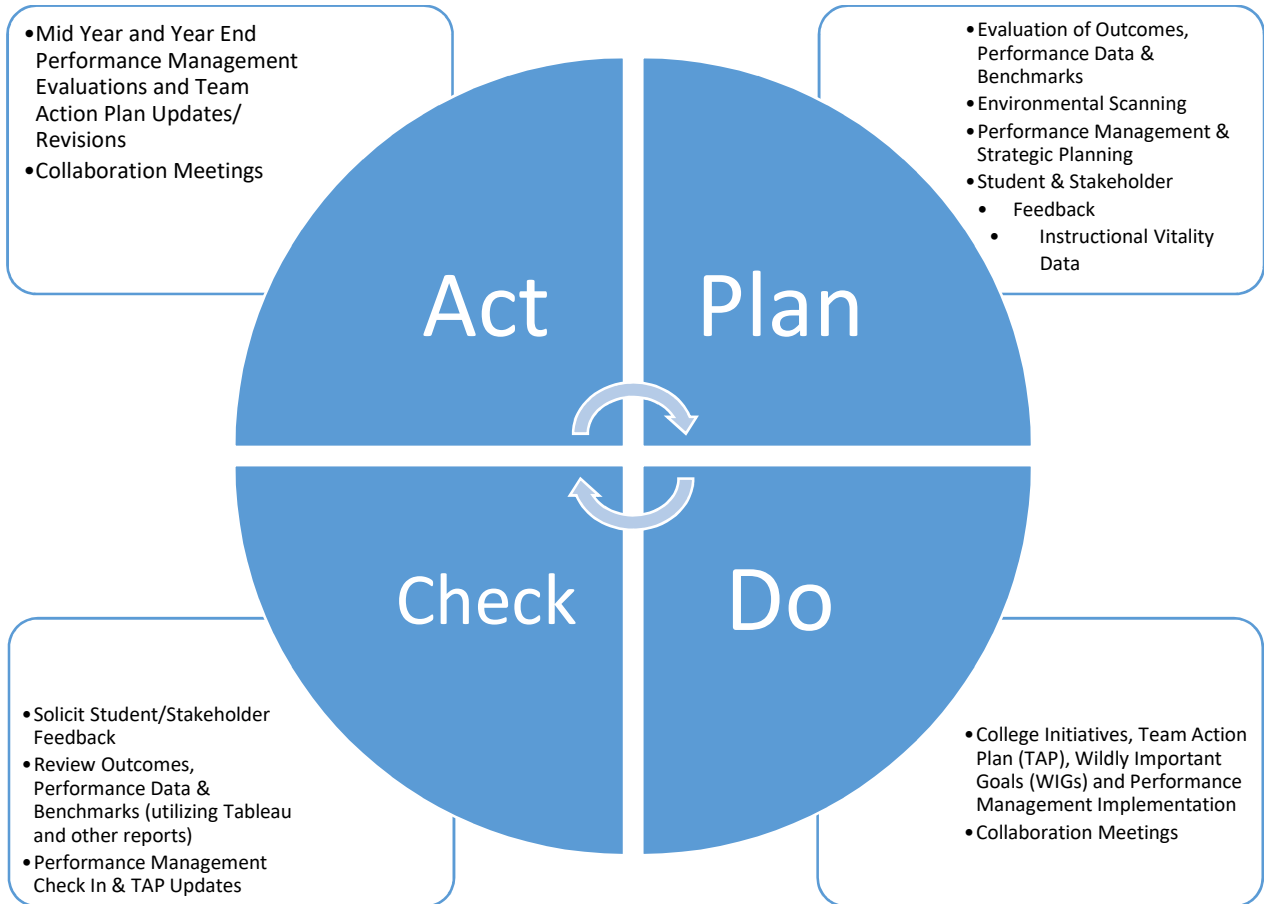 •Mid Year and Year End
Performance Management
Evaluations and Team
Action Plan Updates/
Revisions
•Collaboration Meetings
•Evaluation of Outcomes,
Performance Data &
Benchmarks
•Environmental Scanning
•Performance Management &
Strategic Planning
•Student & Stakeholder
• Feedback
• Instructional Vitality
Data
Act
Plan
Check
Do
•Solicit Student/Stakeholder
Feedback
•Review Outcomes,
Performance Data &
Benchmarks (utilizing Tableau
and other reports)
•Performance Management
Check In & TAP Updates
•College Initiatives, Team Action
Plan (TAP), Wildly Important
Goals (WIGs) and Performance
Management Implementation
•Collaboration Meetings